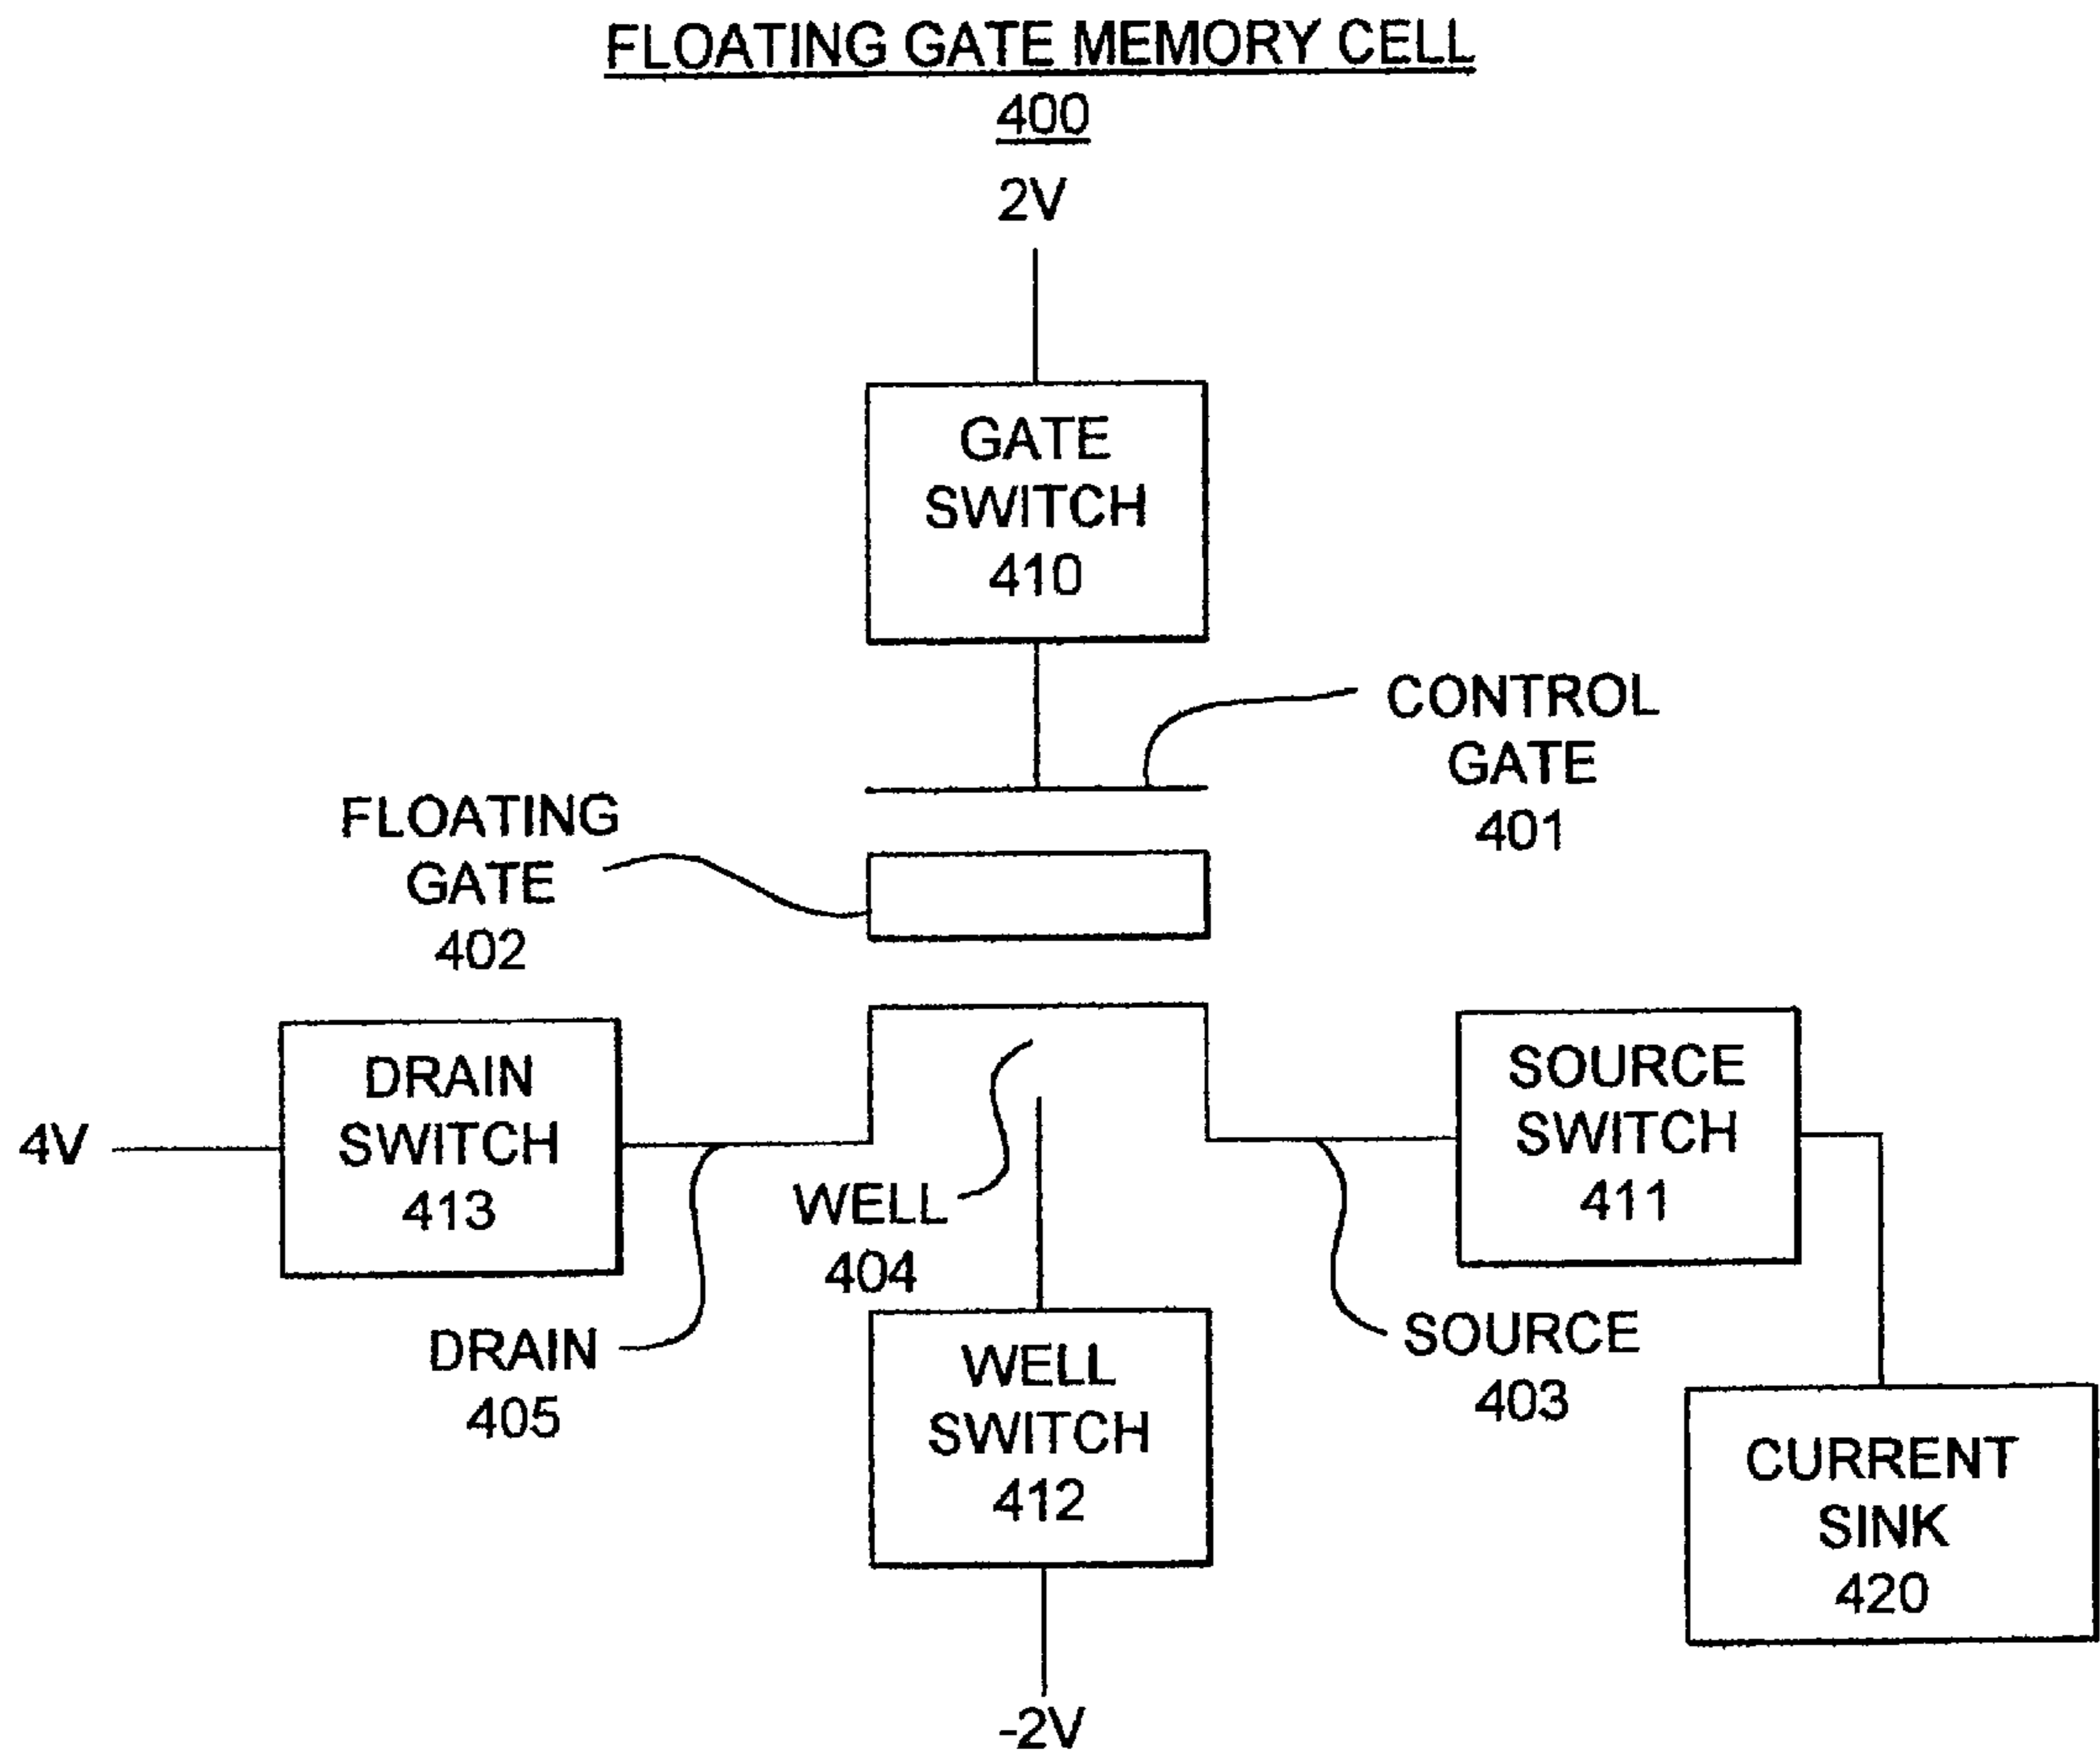 FLOATING GATE MEMORY CELL
400
2V
GATE
SWITCH
410
CONTROL
GATE
401
FLOATING
GATE
402
DRAIN
SWITCH
413
4V
SOURCE
SWITCH
411
WELL
404
DRAIN
405
WELL
SWITCH
412
SOURCE
403
CURRENT
SINK
420
-2V